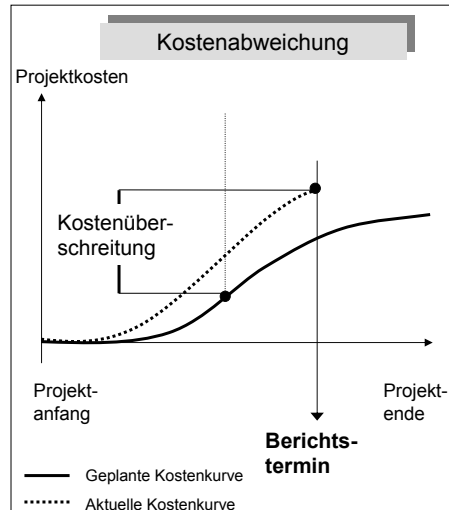 Kostenabweichung
Projektkosten
Kostenüber-
schreitung
Projekt-
anfang
Projekt-
ende
Berichts-
termin
Geplante Kostenkurve
Aktuelle Kostenkurve